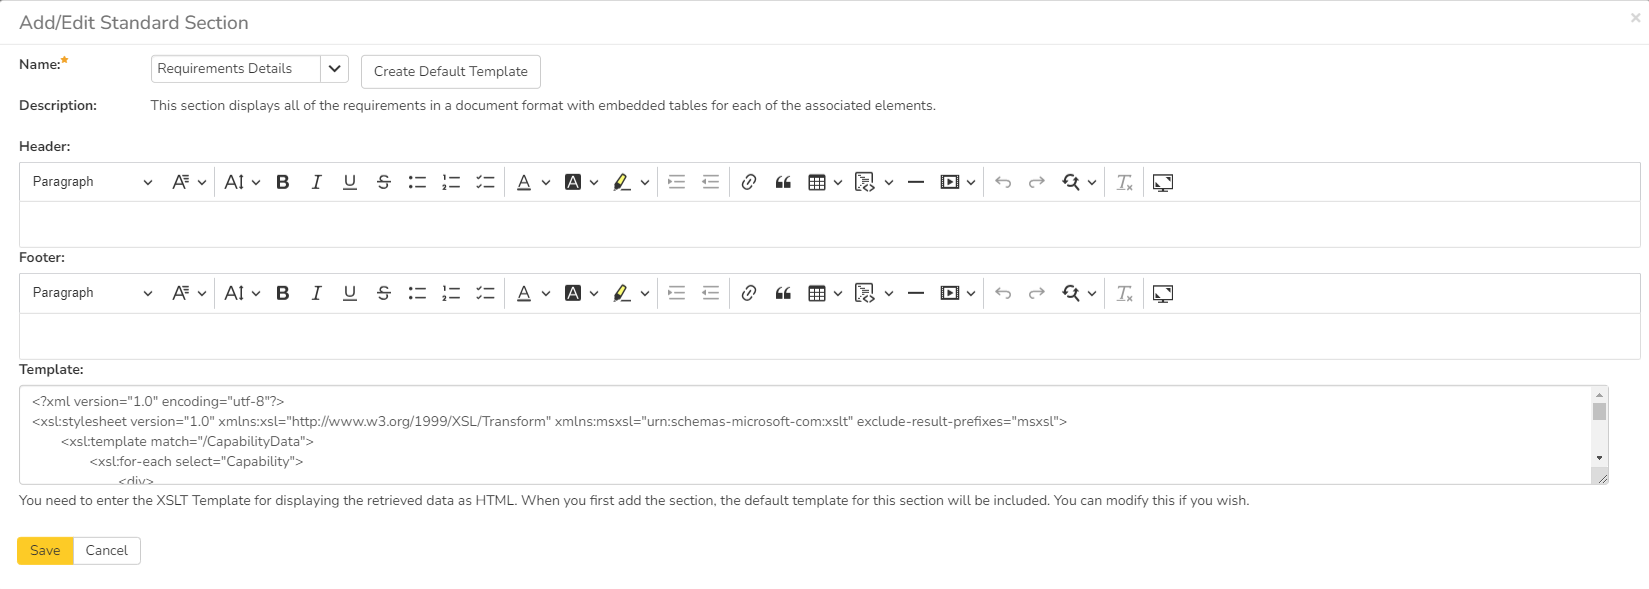 Add/Edit Standard Section
×
Name:*
Requirements Details
Create Default Template
Description:
This section displays all of the requirements in a document format with embedded tables for each of the associated elements.
Header:
Paragraph
Footer:
Paragraph
Template:
<?xml version="1.0" encoding="utf-8"?>
<xsl:stylesheet version="1.0" xmlns:xsl="http://www.w3.org/1999/XSL/Transform" xmlns:msxsl="urn:schemas-microsoft-com:xslt" exclude-result-prefixes="msxsl">
<xsl:template match="/CapabilityData">
<xsl:for-each select="Capability">
<div>
You need to enter the XSLT Template for displaying the retrieved data as HTML. When you first add the section, the default template for this section will be included. You can modify this if you wish.
Save
Cancel